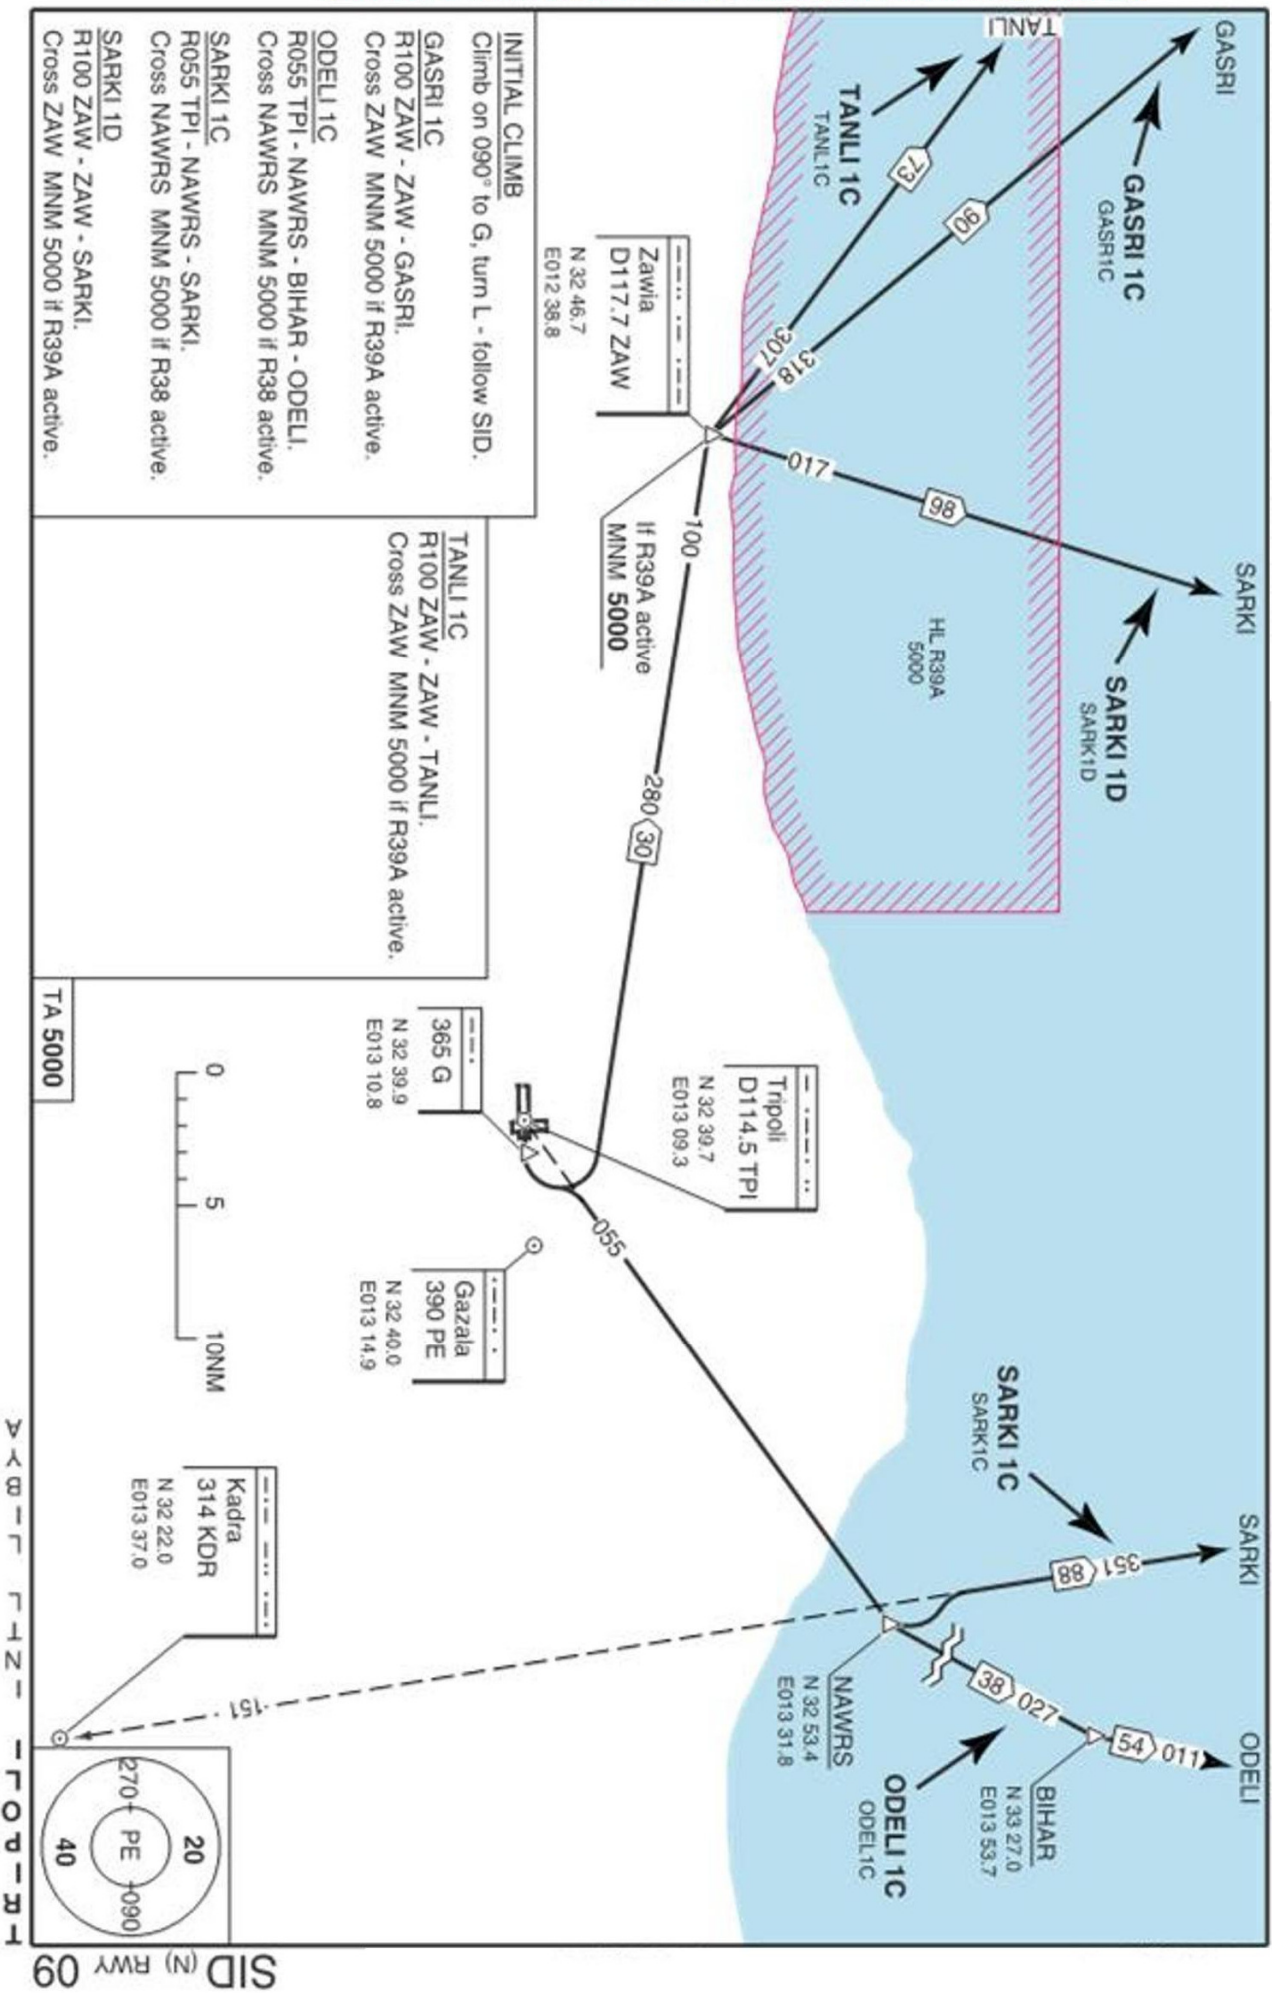 GASRI
SARKI
SARKI
ODELI
TANLI
GASRI 1C
GASR1C
SARKI 1D
SARK1D
TANLI 1C
TANL1C
HL R39A
5000
SARKI 1C
SARK1C
ODELI 1C
ODEL1C
73
90
98
88
351
54
011
38
027
307
318
017
BIHAR
N 33 27.0
E013 53.7
NAWRS
N 32 53.4
E013 31.8
Zawia
D117.7 ZAW
N 32 46.7
E012 38.8
100
If R39A active
MNM 5000
280
30
055
Tripoli
D114.5 TPI
N 32 39.7
E013 09.3
365 G
N 32 39.9
E013 10.8
Gazala
390 PE
N 32 40.0
E013 14.9
Kadra
314 KDR
N 32 22.0
E013 37.0
151
INITIAL CLIMB
Climb on 090° to G, turn L - follow SID.
GASRI 1C
R100 ZAW - ZAW - GASRI.
Cross ZAW MNM 5000 if R39A active.
ODELI 1C
R055 TPI - NAWRS - BIHAR - ODELI.
Cross NAWRS MNM 5000 if R38 active.
SARKI 1C
R055 TPI - NAWRS - SARKI.
Cross NAWRS MNM 5000 if R38 active.
SARKI 1D
R100 ZAW - ZAW - SARKI.
Cross ZAW MNM 5000 if R39A active.
TANLI 1C
R100 ZAW - ZAW - TANLI.
Cross ZAW MNM 5000 if R39A active.
0 5 10NM
TA 5000
20
270 PE 090
40
SID (N) RWY 09
TRIPOLI INTL LIBYA